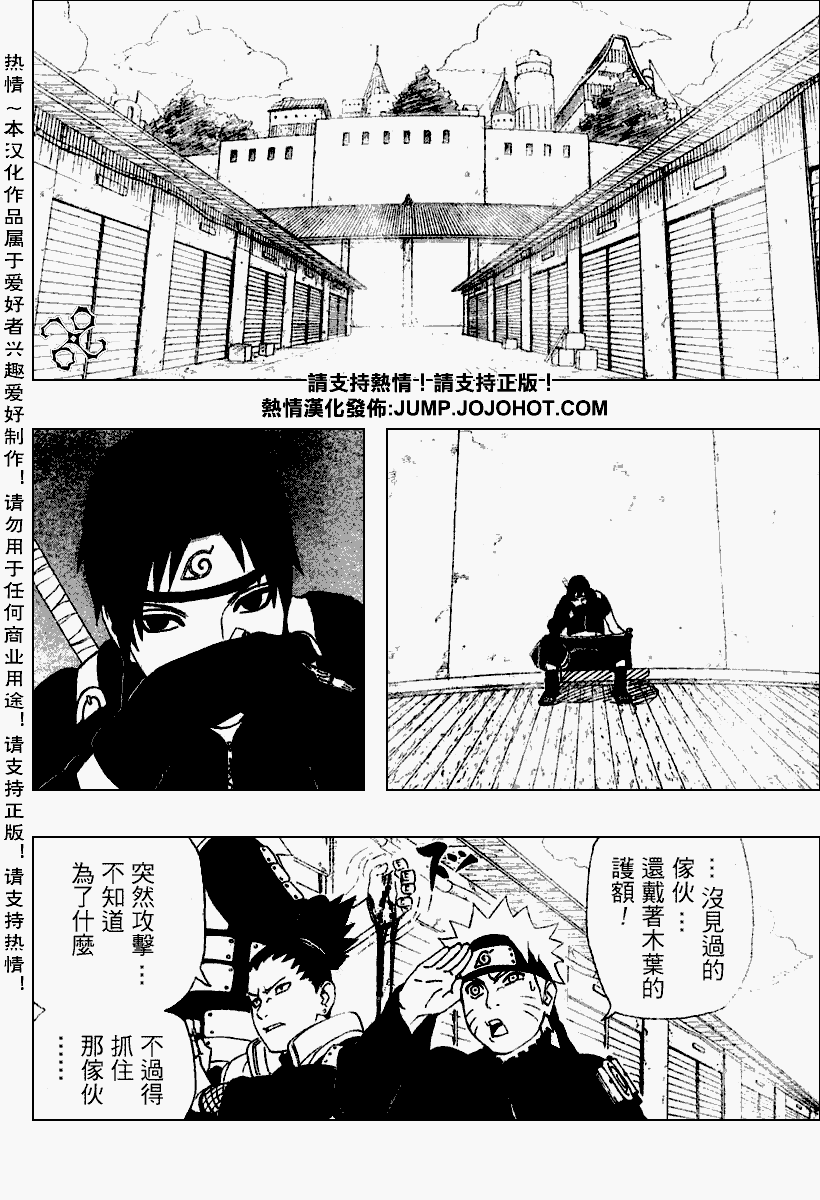 热情～本汉化作品属于爱好者兴趣爱好制作！请勿用于任何商业用途！请支持正版！请支持热情！
請支持熱情！請支持正版！
熱情漢化發佈:JUMP.JOJOHOT.COM
…沒見過的
傢伙…
還戴著木葉的
護額！
突然攻擊…
不知道
為了什麼
不過得
抓住
那傢伙
……